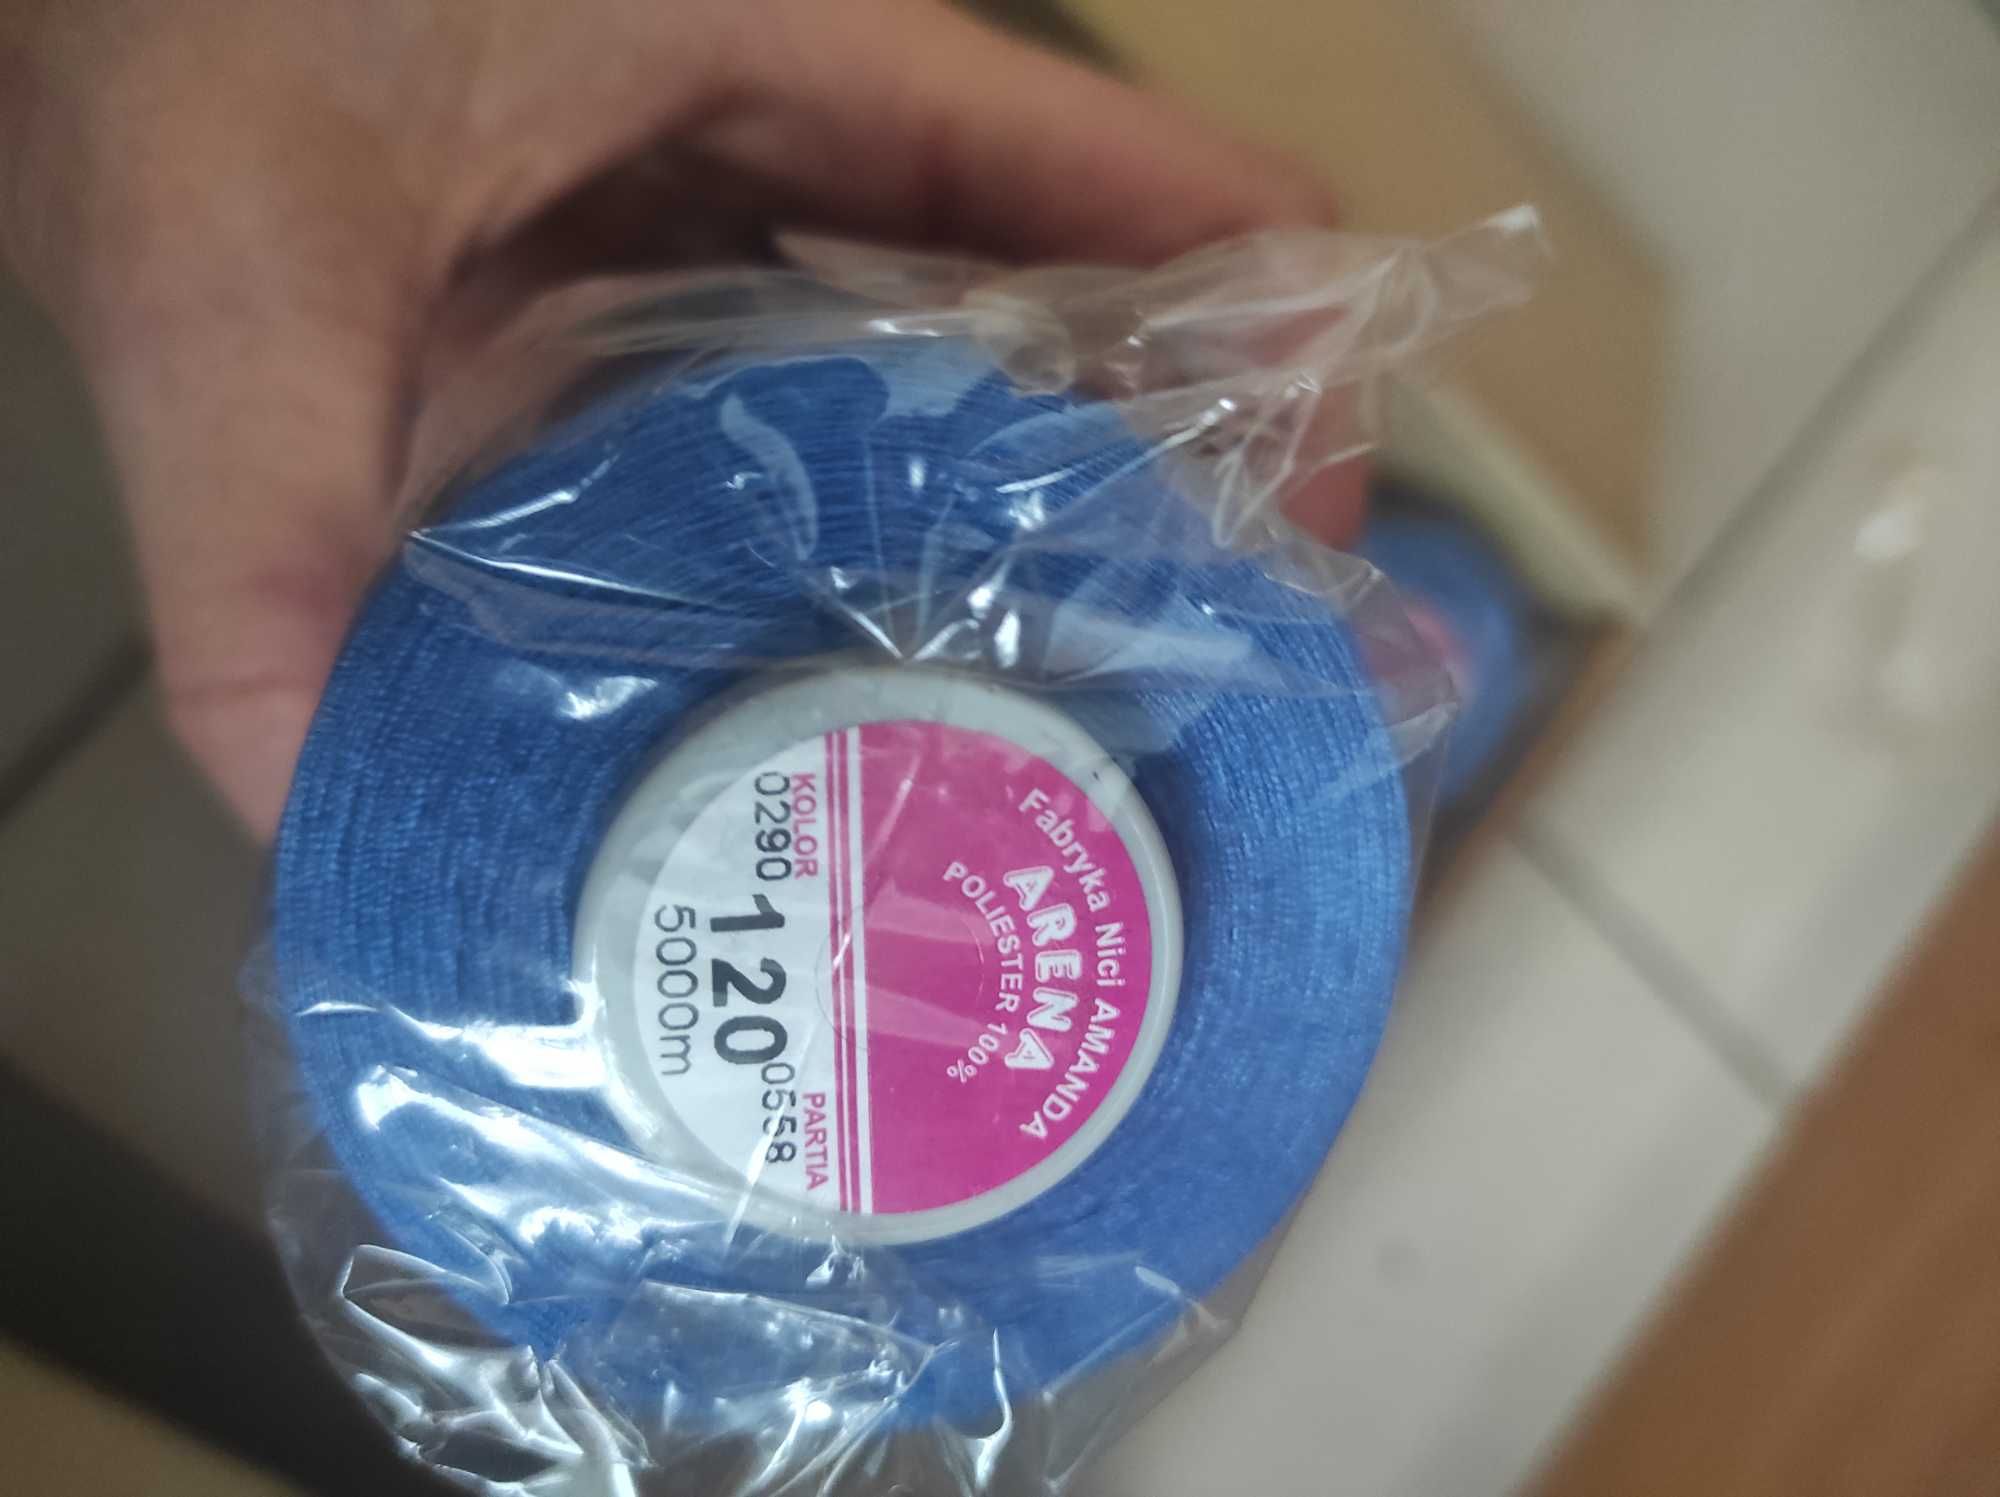 Fabryka Nici AMANDA
ARENA
POLIESTER 100%
KOLOR PARTIA
0290 120 0558
5000m